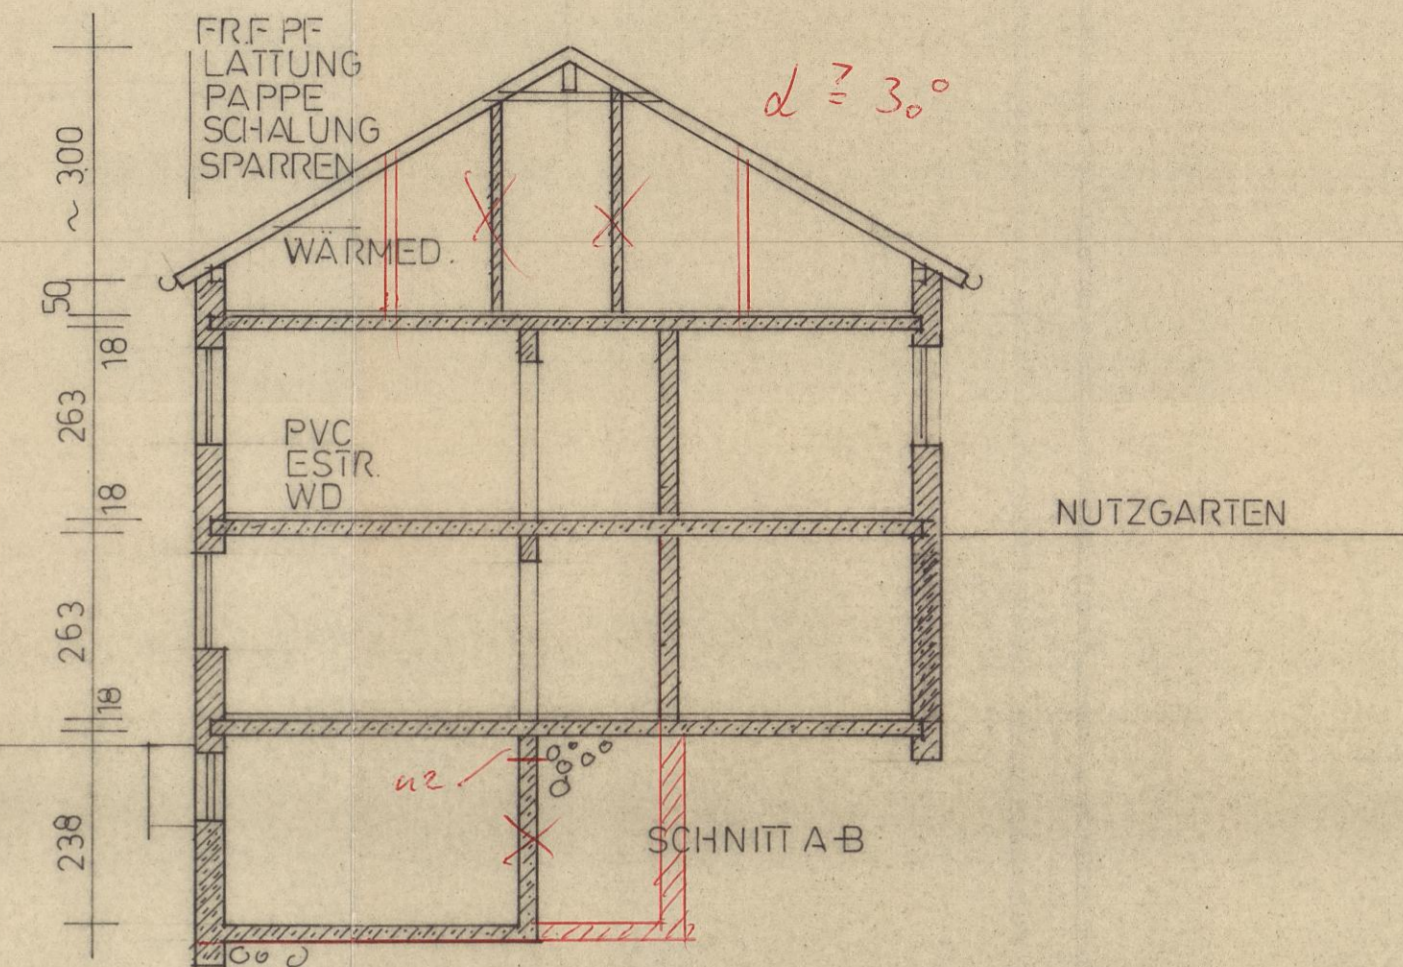 FR.F PF
LATTUNG
PAPPE
SCHALUNG
SPARREN
α ≟ 30°
~ 300
WÄRMED.
50
18
263
PVC
ESTR.
WD
18
NUTZGARTEN
263
18
238
SCHNITT A-B